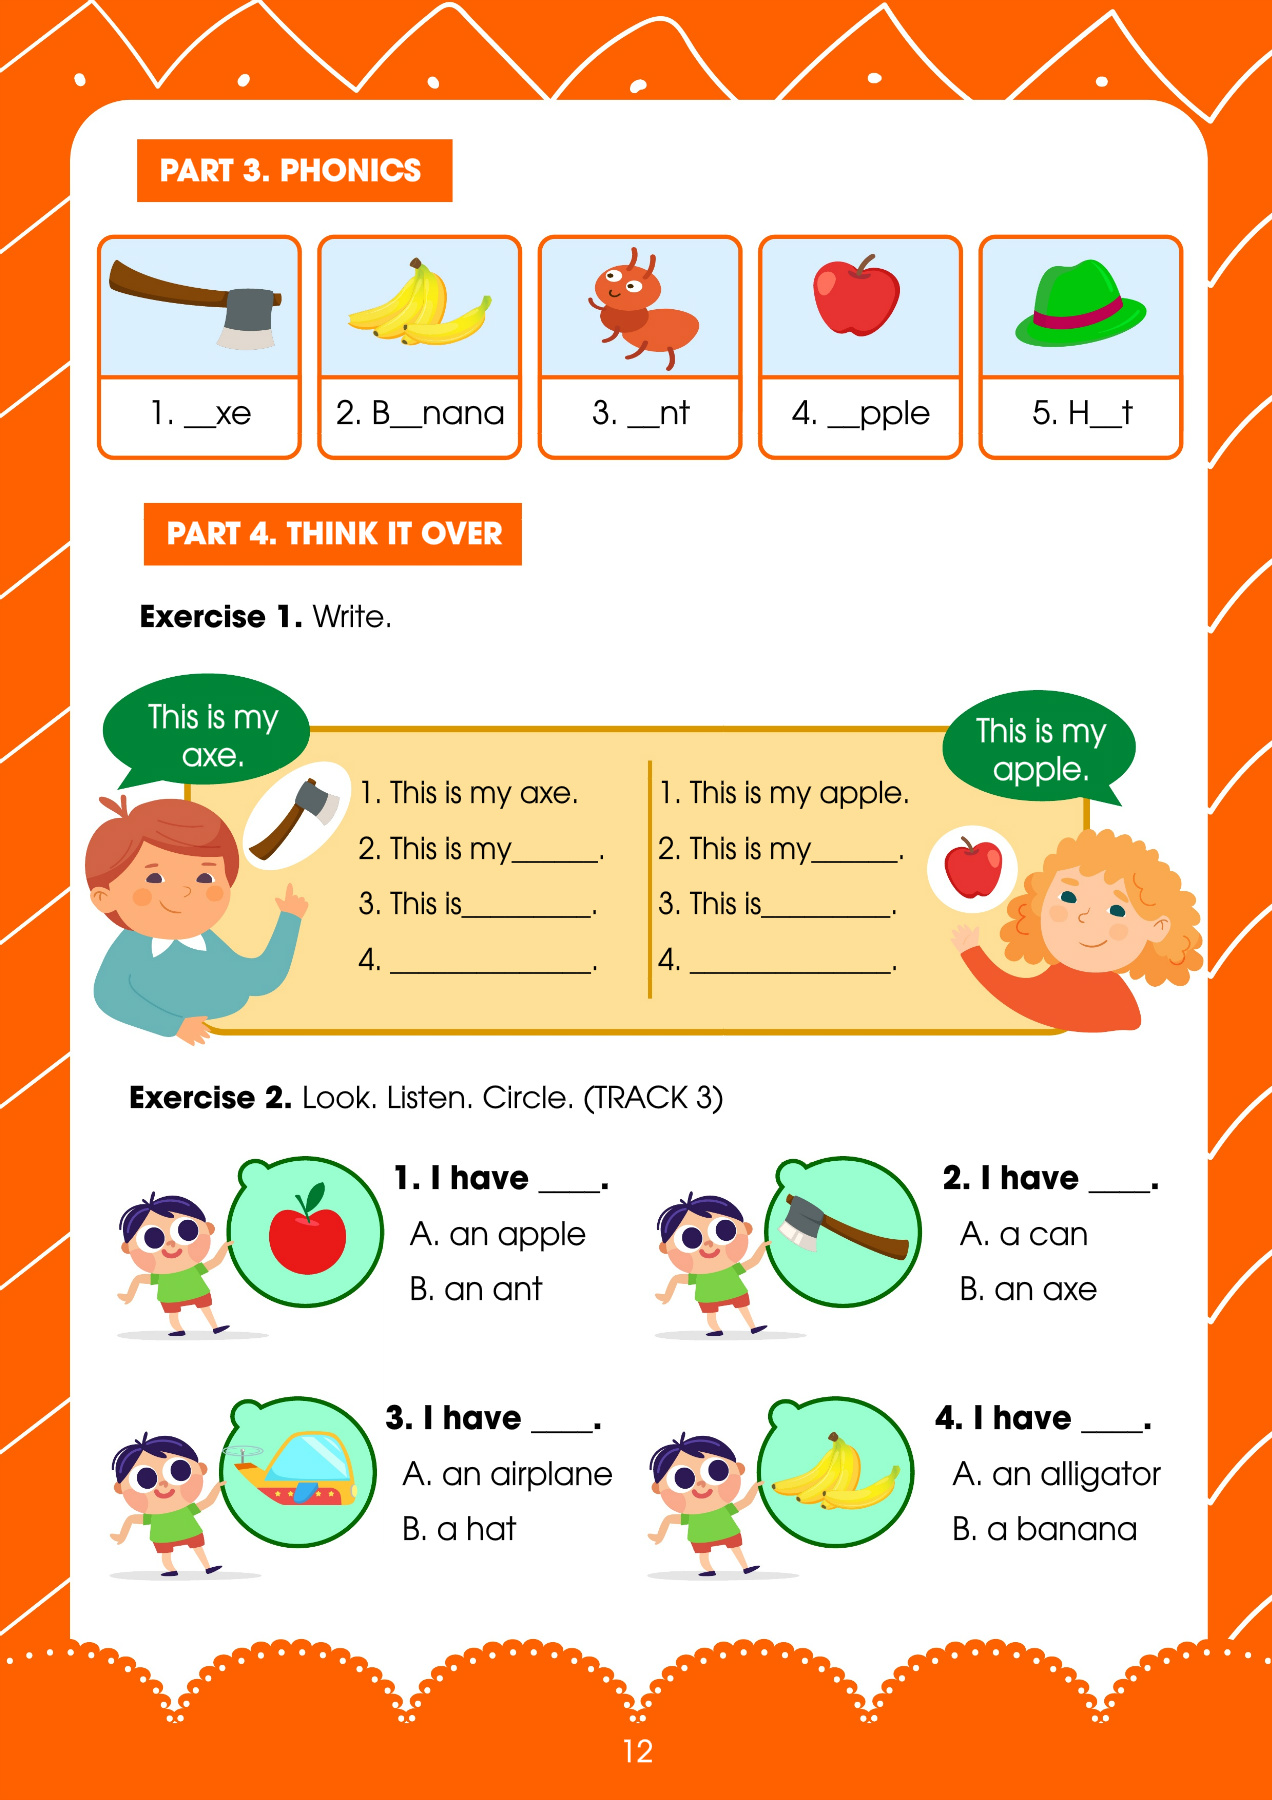 PART 3. PHONICS
1. __xe
2. B__nana
3. __nt
4. __pple
5. H__t
PART 4. THINK IT OVER
Exercise 1. Write.
This is my
axe.
This is my
apple.
1. This is my axe.
2. This is my______.
3. This is_________.
4. ______________.
1. This is my apple.
2. This is my______.
3. This is_________.
4. ______________.
Exercise 2. Look. Listen. Circle. (TRACK 3)
1. I have ____.
A. an apple
B. an ant
2. I have ____.
A. a can
B. an axe
3. I have ____.
A. an airplane
B. a hat
4. I have ____.
A. an alligator
B. a banana
12